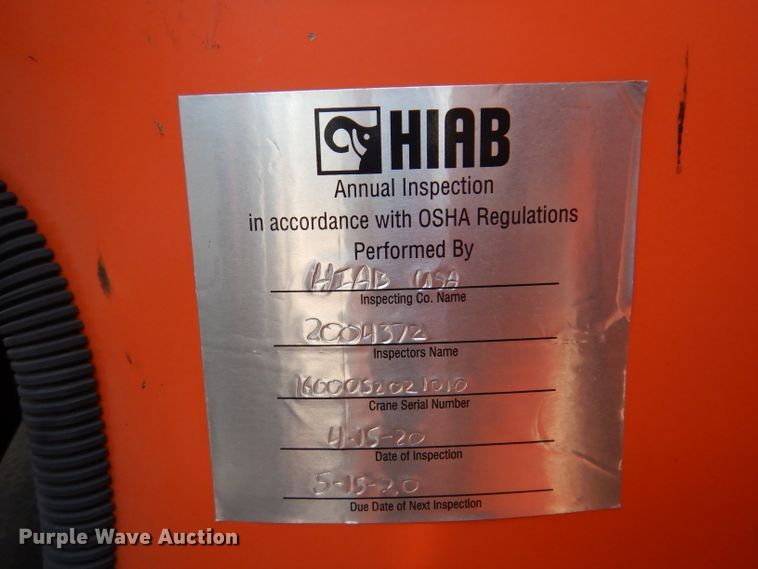 HIAB
Annual Inspection
in accordance with OSHA Regulations
Performed By
HIAB USA
Inspecting Co. Name
2004372
Inspectors Name
1600052021010
Crane Serial Number
4-15-20
Date of Inspection
5-15-20
Due Date of Next Inspection
Purple Wave Auction